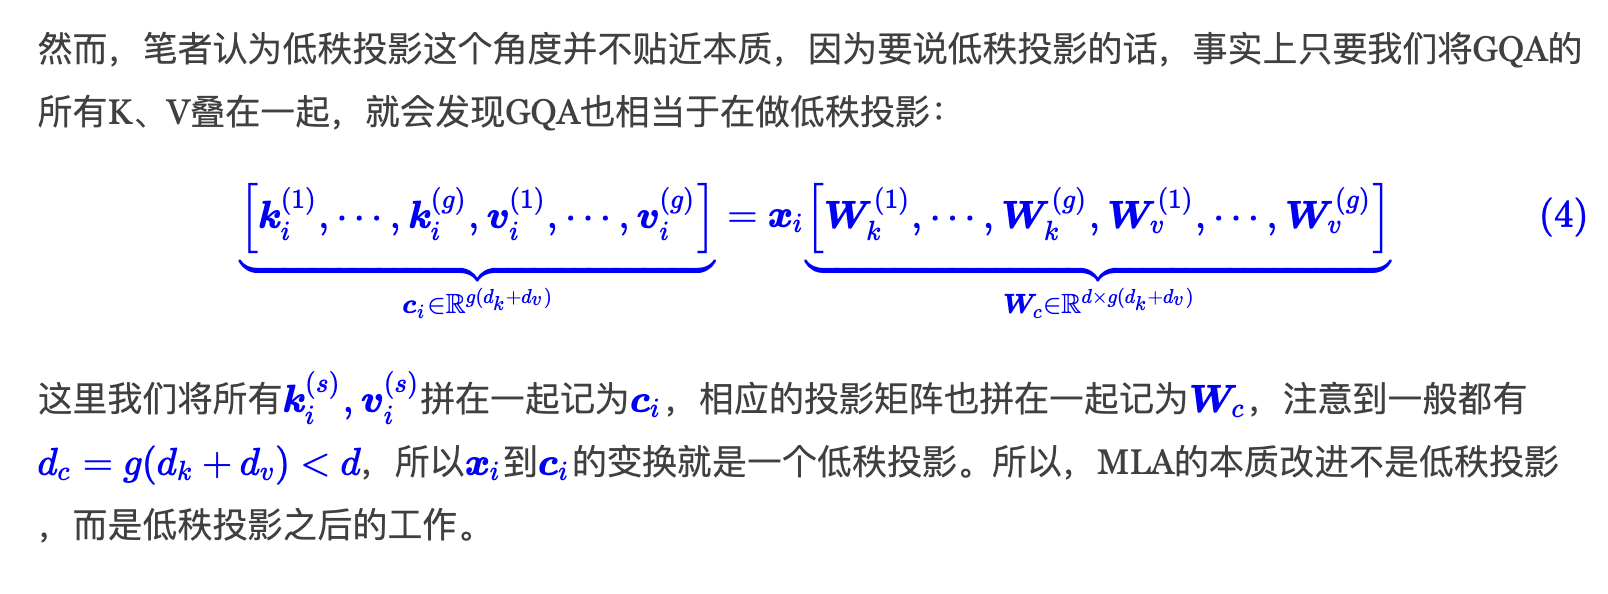 然而，笔者认为低秩投影这个角度并不贴近本质，因为要说低秩投影的话，事实上只要我们将GQA的
所有K、V叠在一起，就会发现GQA也相当于在做低秩投影：
$$\underbrace{\left[\boldsymbol{k}_i^{(1)},\cdots,\boldsymbol{k}_i^{(g)},\boldsymbol{v}_i^{(1)},\cdots,\boldsymbol{v}_i^{(g)}\right]}_{\boldsymbol{c}_i\in\mathbb{R}^{g(d_k+d_v)}}=\boldsymbol{x}_i\underbrace{\left[\boldsymbol{W}_k^{(1)},\cdots,\boldsymbol{W}_k^{(g)},\boldsymbol{W}_v^{(1)},\cdots,\boldsymbol{W}_v^{(g)}\right]}_{\boldsymbol{W}_c\in\mathbb{R}^{d\times g(d_k+d_v)}}\quad(4)$$
这里我们将所有$\boldsymbol{k}_i^{(s)},\boldsymbol{v}_i^{(s)}$拼在一起记为$\boldsymbol{c}_i$，相应的投影矩阵也拼在一起记为$\boldsymbol{W}_c$，注意到一般都有
$d_c=g(d_k+d_v)<d$，所以$\boldsymbol{x}_i$到$\boldsymbol{c}_i$的变换就是一个低秩投影。所以，MLA的本质改进不是低秩投影
，而是低秩投影之后的工作。